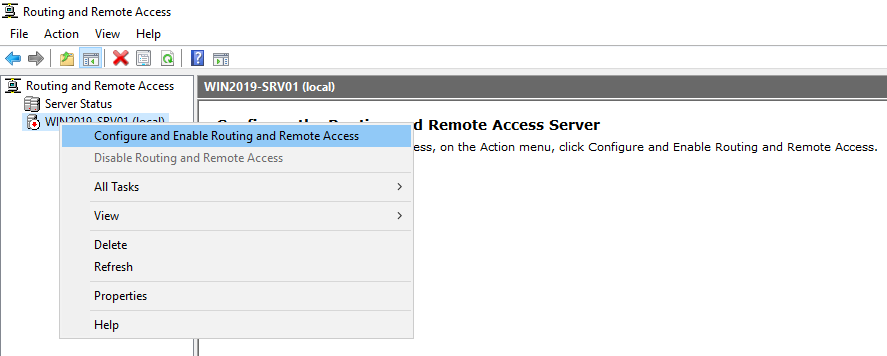 Routing and Remote Access
File Action View Help
Routing and Remote Access
Server Status
WIN2019-SRV01 (local)
WIN2019-SRV01 (local)
Configure and Enable Routing and Remote Access
Disable Routing and Remote Access
All Tasks
View
Delete
Refresh
Properties
Help
d Remote Access Server
ess, on the Action menu, click Configure and Enable Routing and Remote Access.